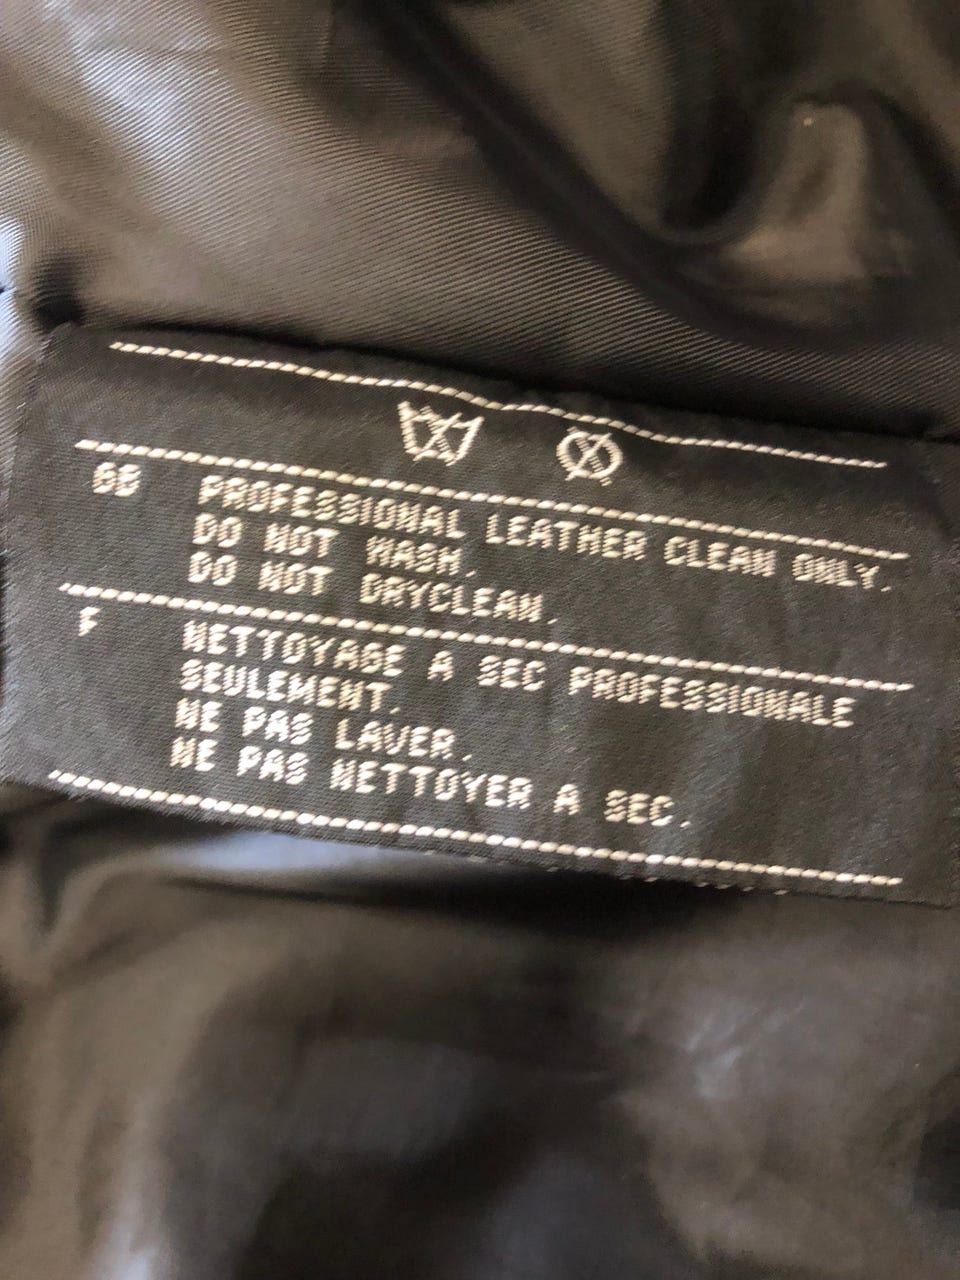 GB PROFESSIONAL LEATHER CLEAN ONLY.
DO NOT WASH.
DO NOT DRYCLEAN.
F NETTOYAGE A SEC PROFESSIONALE
SEULEMENT.
NE PAS LAVER.
NE PAS NETTOYER A SEC.